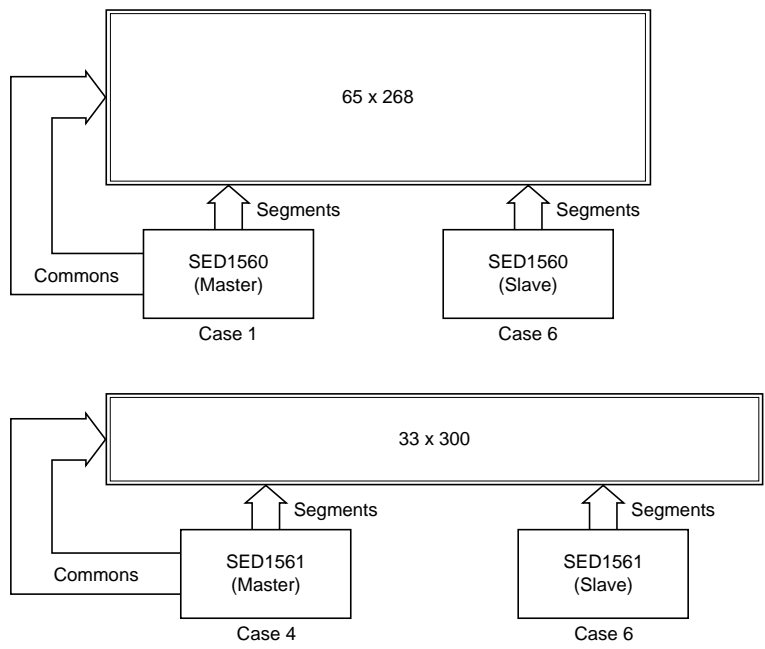 65 x 268
Segments
Segments
SED1560
(Master)
SED1560
(Slave)
Commons
Case 1
Case 6
33 x 300
Segments
Segments
SED1561
(Master)
SED1561
(Slave)
Commons
Case 4
Case 6